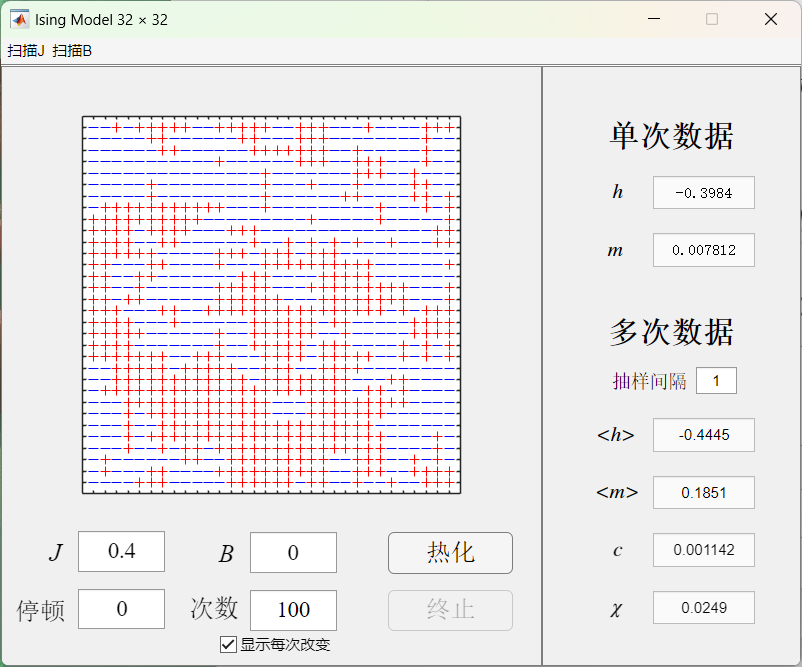 Ising Model 32 × 32
扫描J 扫描B
单次数据
h -0.3984
m 0.007812
多次数据
抽样间隔 1
<h> -0.4445
<m> 0.1851
c 0.001142
χ 0.0249
J 0.4 B 0 热化
停顿 0 次数 100 终止
显示每次改变